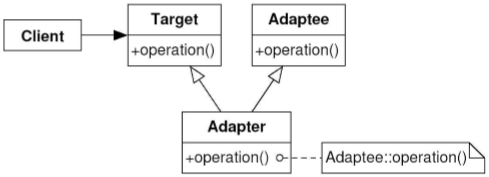 Client
Target
+operation()
Adaptee
+operation()
Adapter
+operation()
Adaptee::operation()